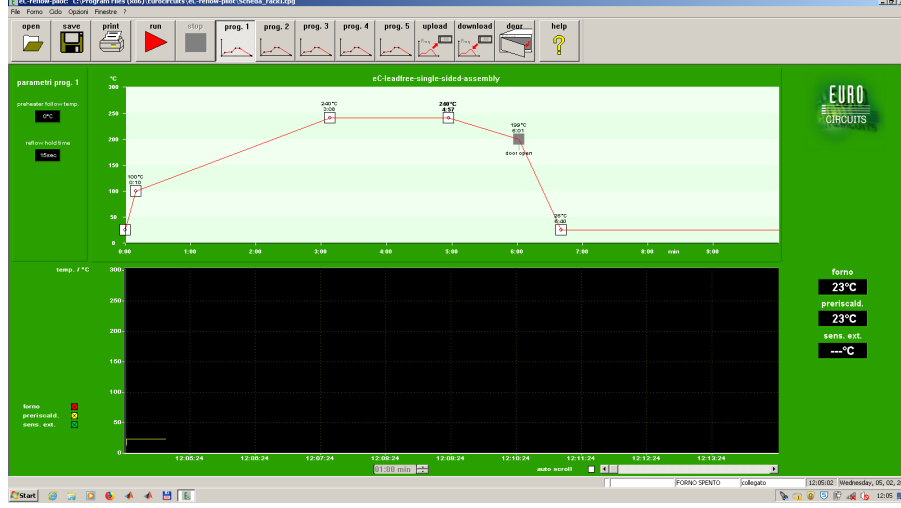 eC-reflow-pilot: C:\Program Files (x86)\Eurocircuits\eC-reflow-pilot\Scheda_rack1.cpg
File Forno Ciclo Opzioni Finestre ?
open save print run stop prog. 1 prog. 2 prog. 3 prog. 4 prog. 5 upload download door... help
parametri prog. 1
preheater follow temp.
0°C
reflow hold time
15sec
°C
eC-leadfree-single-sided-assembly
300
250
200
150
100
50
0
100°C
0:10
240°C
3:08
240°C
4:57
199°C
6:01
door open
25°C
6:40
0:00 1:00 2:00 3:00 4:00 5:00 6:00 7:00 8:00 min 9:00
EURO
CIRCUITS
temp. / °C
300
250
200
150
100
50
0
forno
preriscald.
sens. ext.
12:05:24 12:06:24 12:07:24 12:08:24 12:09:24 12:10:24 12:11:24 12:12:24 12:13:24
01:00 min
auto scroll
forno
23°C
preriscald.
23°C
sens. ext.
---°C
FORNO SPENTO collegato 12:05:02 Wednesday, 05, 02,
Start
12:05